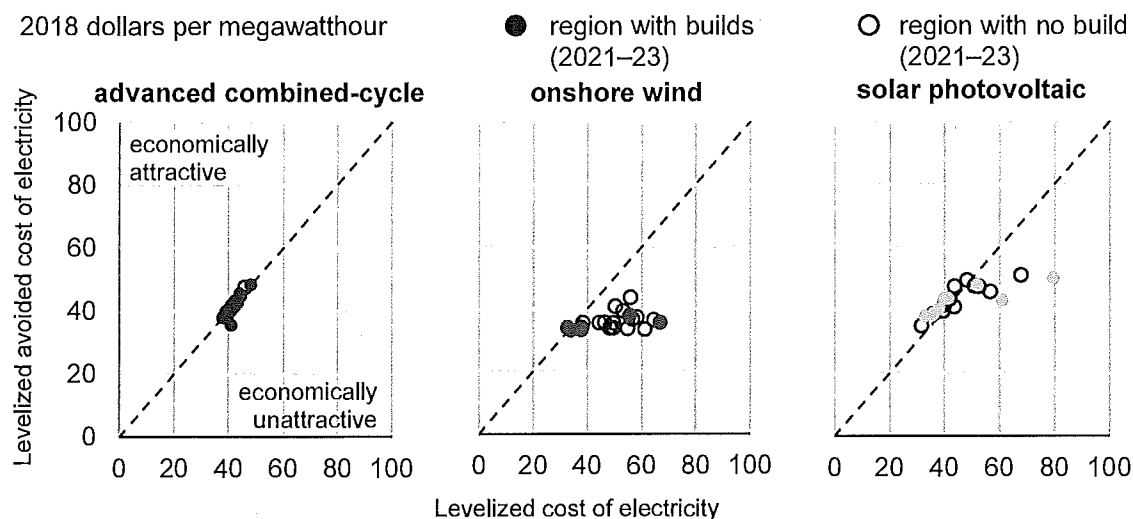 2018 dollars per megawatthour
region with builds
(2021–23)
region with no build
(2021–23)
advanced combined-cycle
onshore wind
solar photovoltaic
Levelized avoided cost of electricity
100
80
60
40
20
0
economically
attractive
economically
unattractive
0 20 40 60 80 100
0 20 40 60 80 100
0 20 40 60 80 100
Levelized cost of electricity